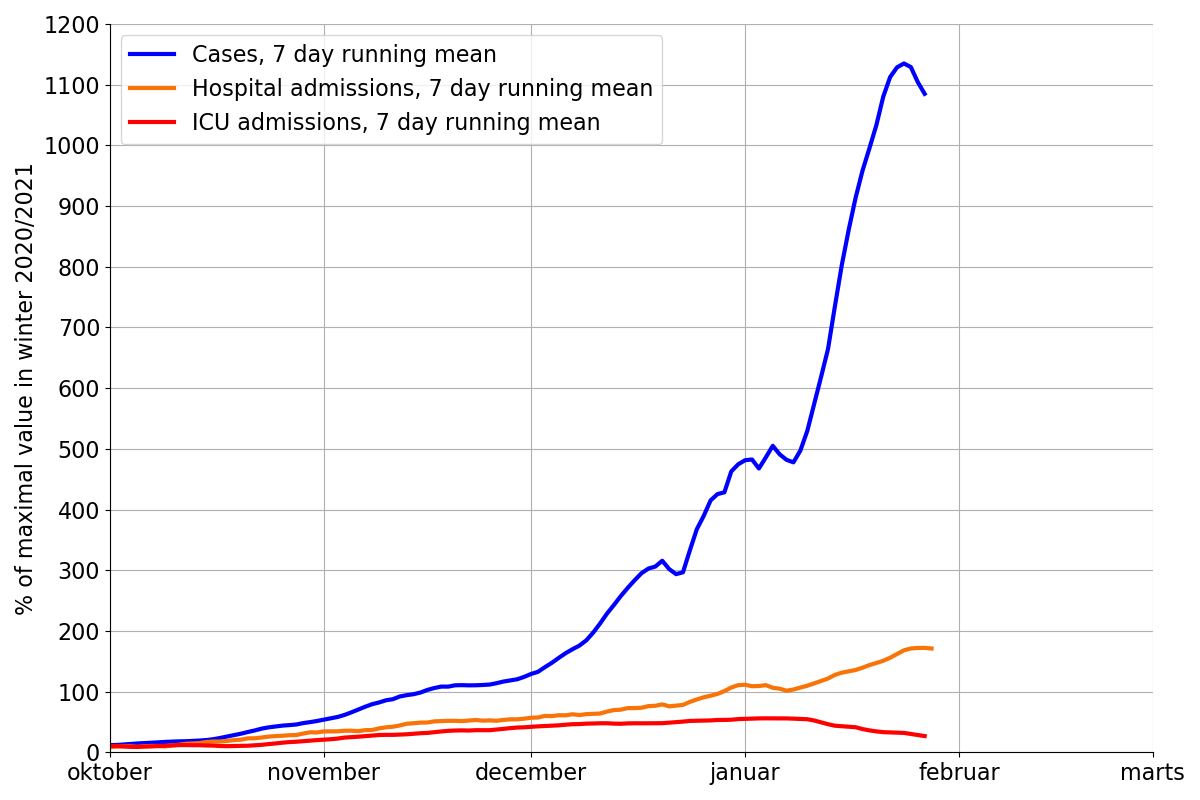 Cases, 7 day running mean
Hospital admissions, 7 day running mean
ICU admissions, 7 day running mean
% of maximal value in winter 2020/2021
1200
1100
1000
900
800
700
600
500
400
300
200
100
0
oktober november december januar februar marts